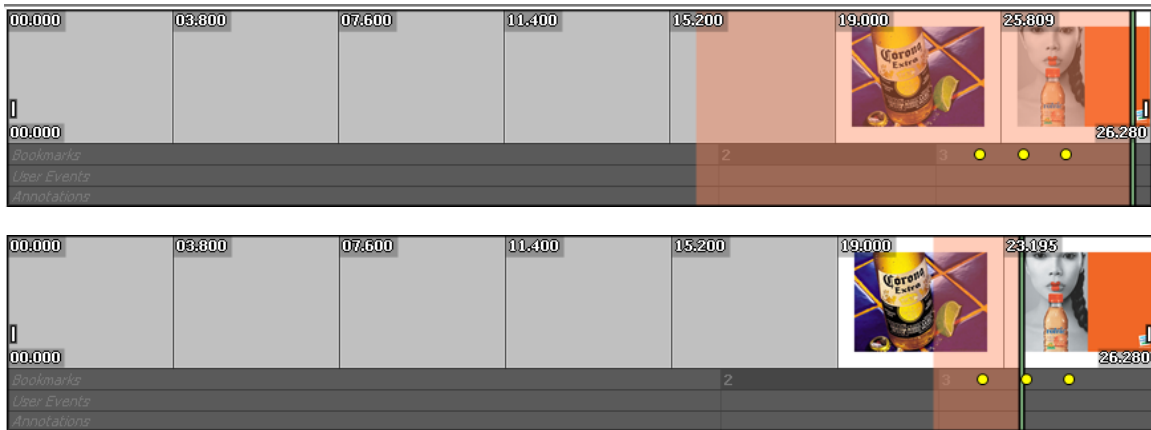 00.000 03.800 07.600 11.400 15.200 19.000 25.809
Corona
Extra
00.000 26.280
Bookmarks 2 3
User Events
Annotations
00.000 03.800 07.600 11.400 15.200 19.000 23.195
Corona
Extra
00.000 26.280
Bookmarks 2 3
User Events
Annotations